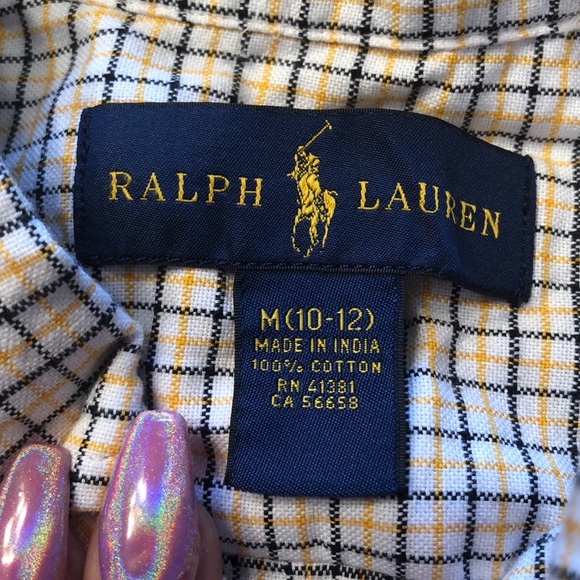 RALPH LAUREN
M(10-12)
MADE IN INDIA
100% COTTON
RN 41381
CA 56658